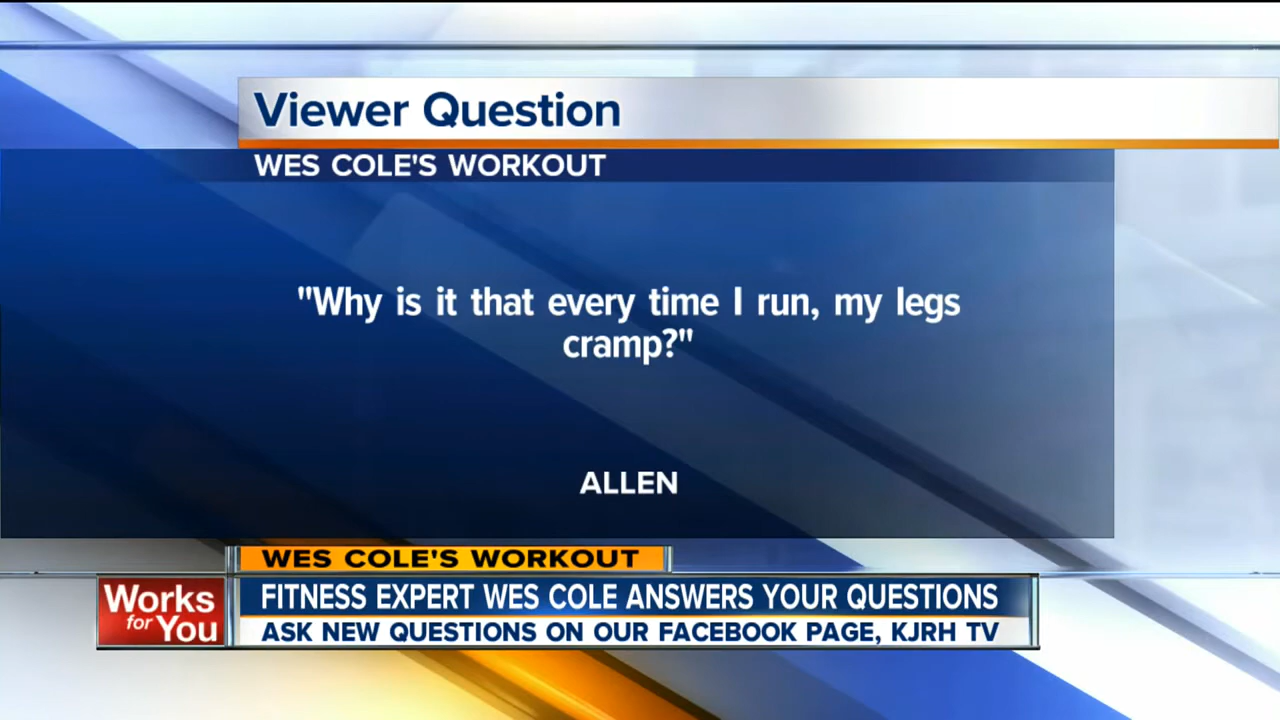 Viewer Question
WES COLE'S WORKOUT
"Why is it that every time I run, my legs
cramp?"
ALLEN
WES COLE'S WORKOUT
Works
for
You
FITNESS EXPERT WES COLE ANSWERS YOUR QUESTIONS
ASK NEW QUESTIONS ON OUR FACEBOOK PAGE, KJRH TV